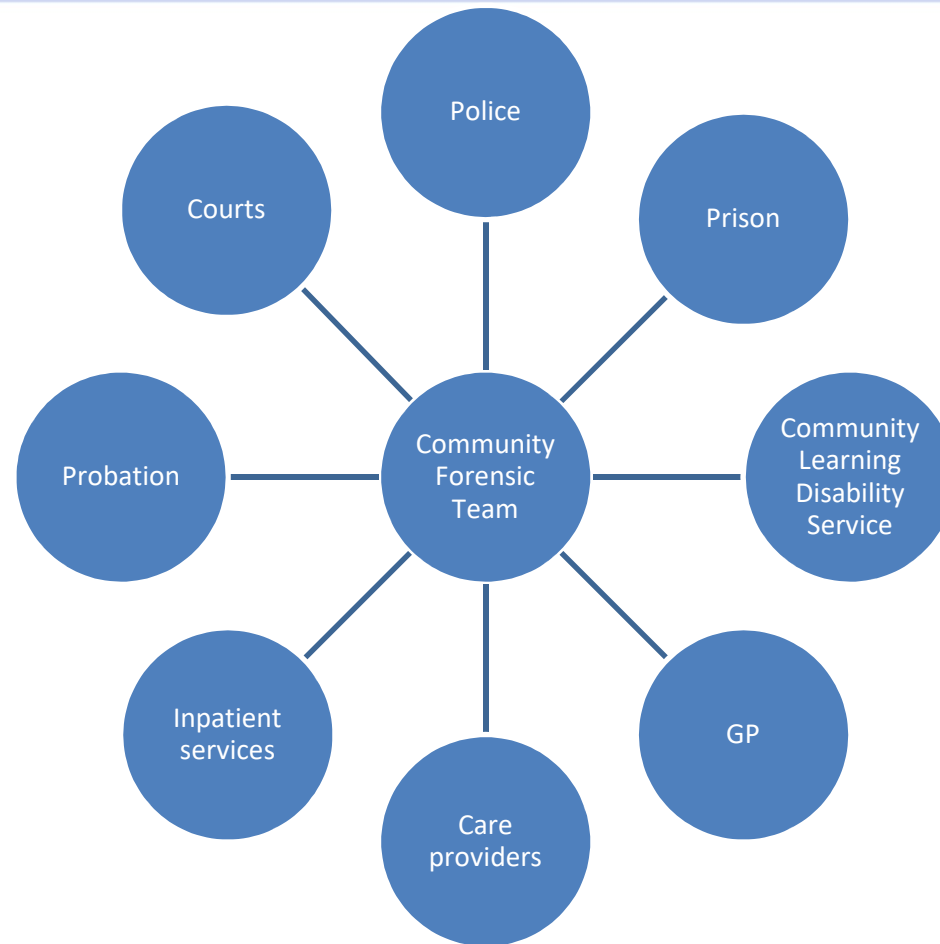 Police
Courts
Prison
Community
Forensic
Team
Probation
Community
Learning
Disability
Service
Inpatient
services
GP
Care
providers